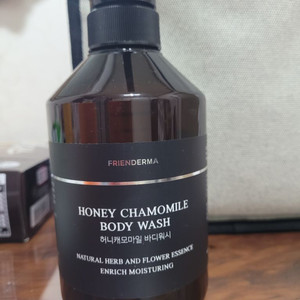 FRIENDERMA
HONEY CHAMOMILE
BODY WASH
허니캐모마일 바디워시
NATURAL HERB AND FLOWER ESSENCE
ENRICH MOISTURING